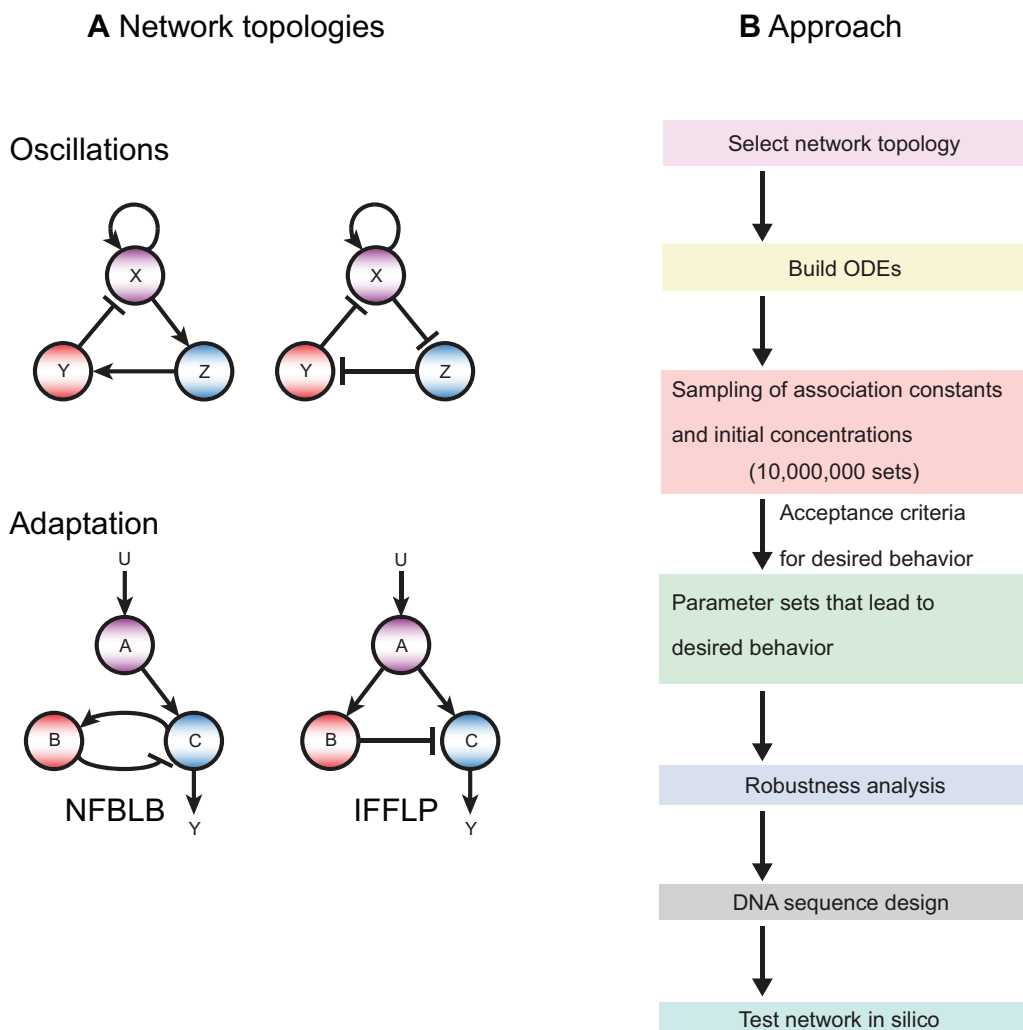 A Network topologies
Oscillations
X
Y
Z
X
Y
Z
Adaptation
U
A
B
C
NFBLB
Y
U
A
B
C
IFFLP
Y
B Approach
Select network topology
Build ODEs
Sampling of association constants
and initial concentrations
(10,000,000 sets)
Acceptance criteria
for desired behavior
Parameter sets that lead to
desired behavior
Robustness analysis
DNA sequence design
Test network in silico